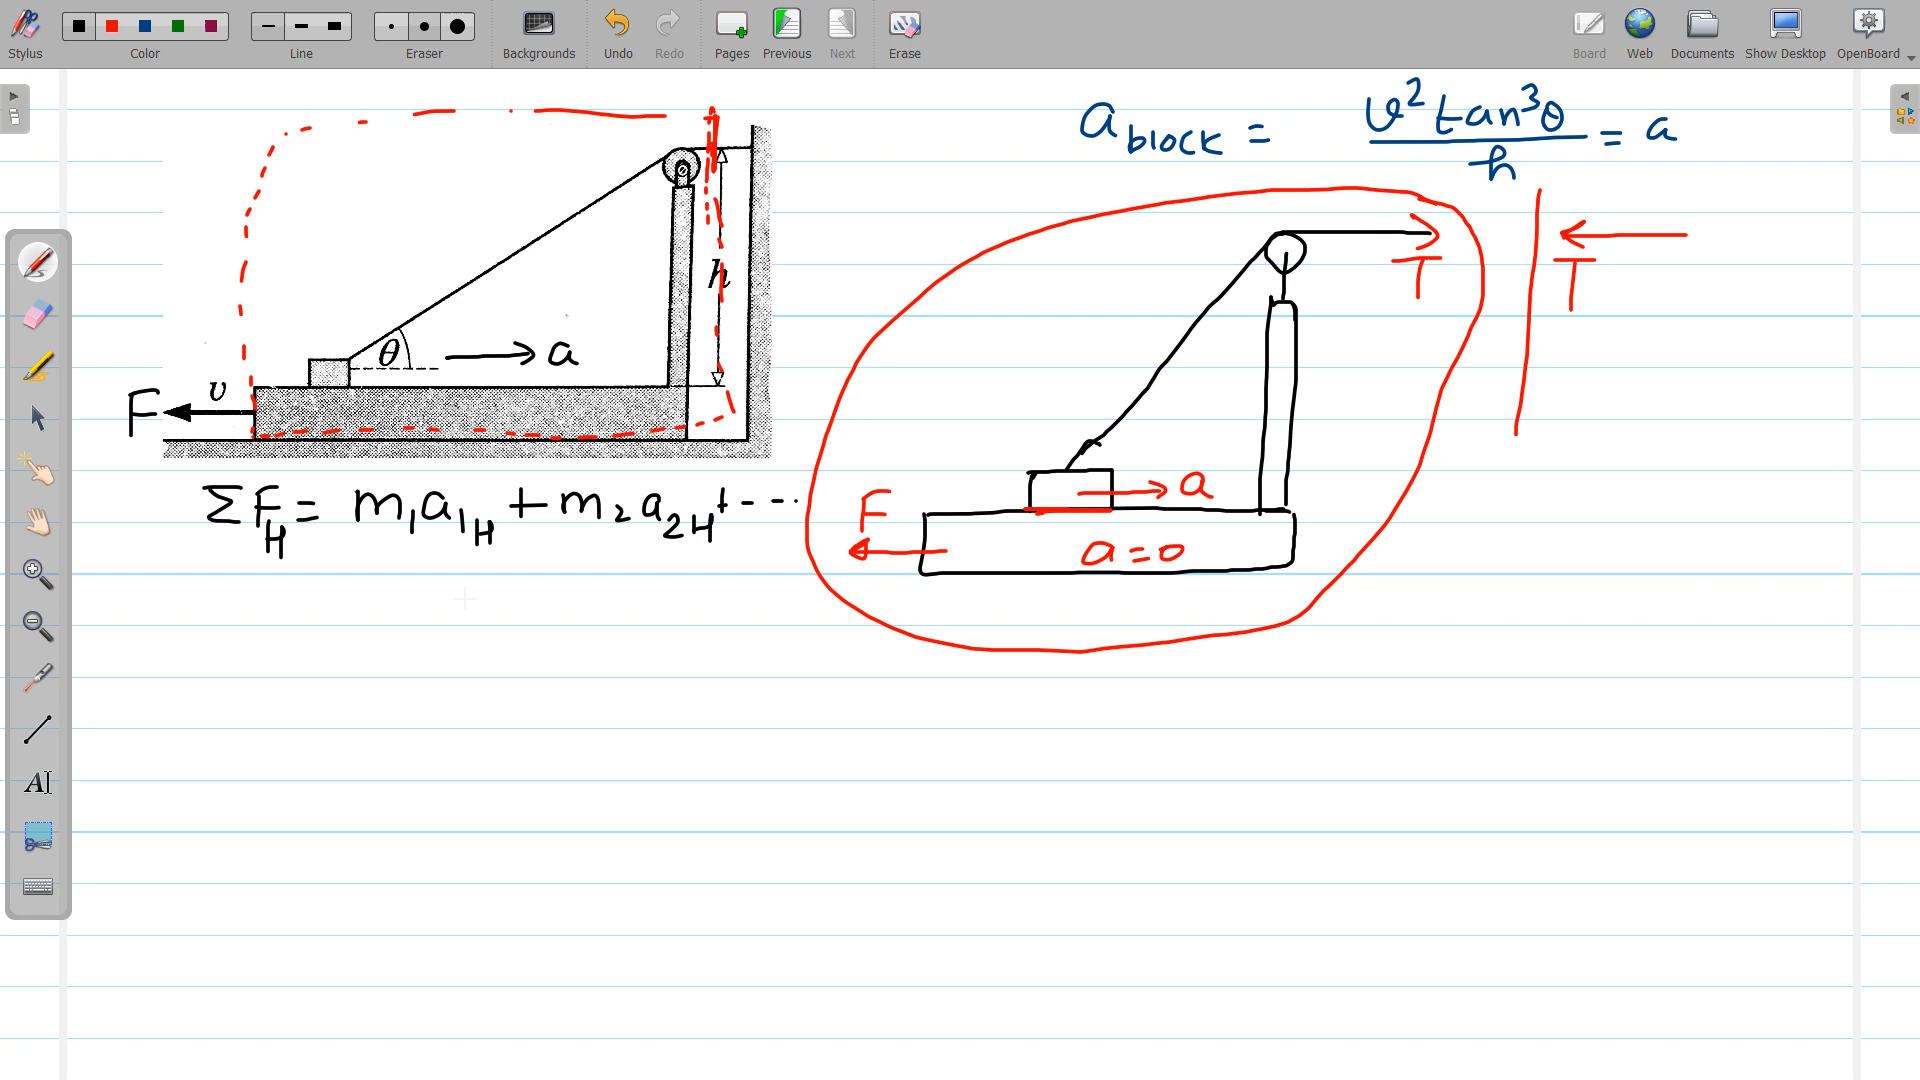 Stylus Color Line Eraser Backgrounds Undo Redo Pages Previous Next Erase Board Web Documents Show Desktop OpenBoard
a block = v² tan³θ / h = a
h
T T
θ → a
F v
F a
a = 0
ΣF_H = m₁a₁H + m₂a₂H + - - ..
AI